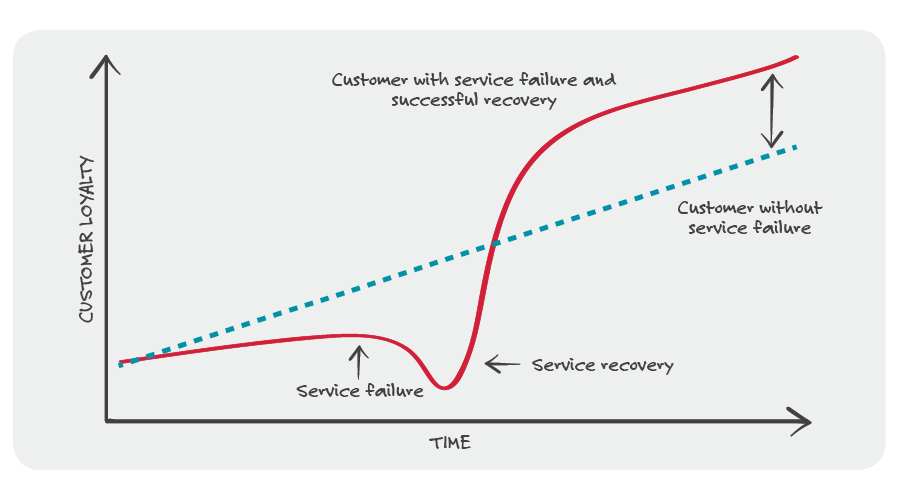 Customer with service failure and
successful recovery
CUSTOMER LOYALTY
Customer without
service failure
Service recovery
Service failure
TIME